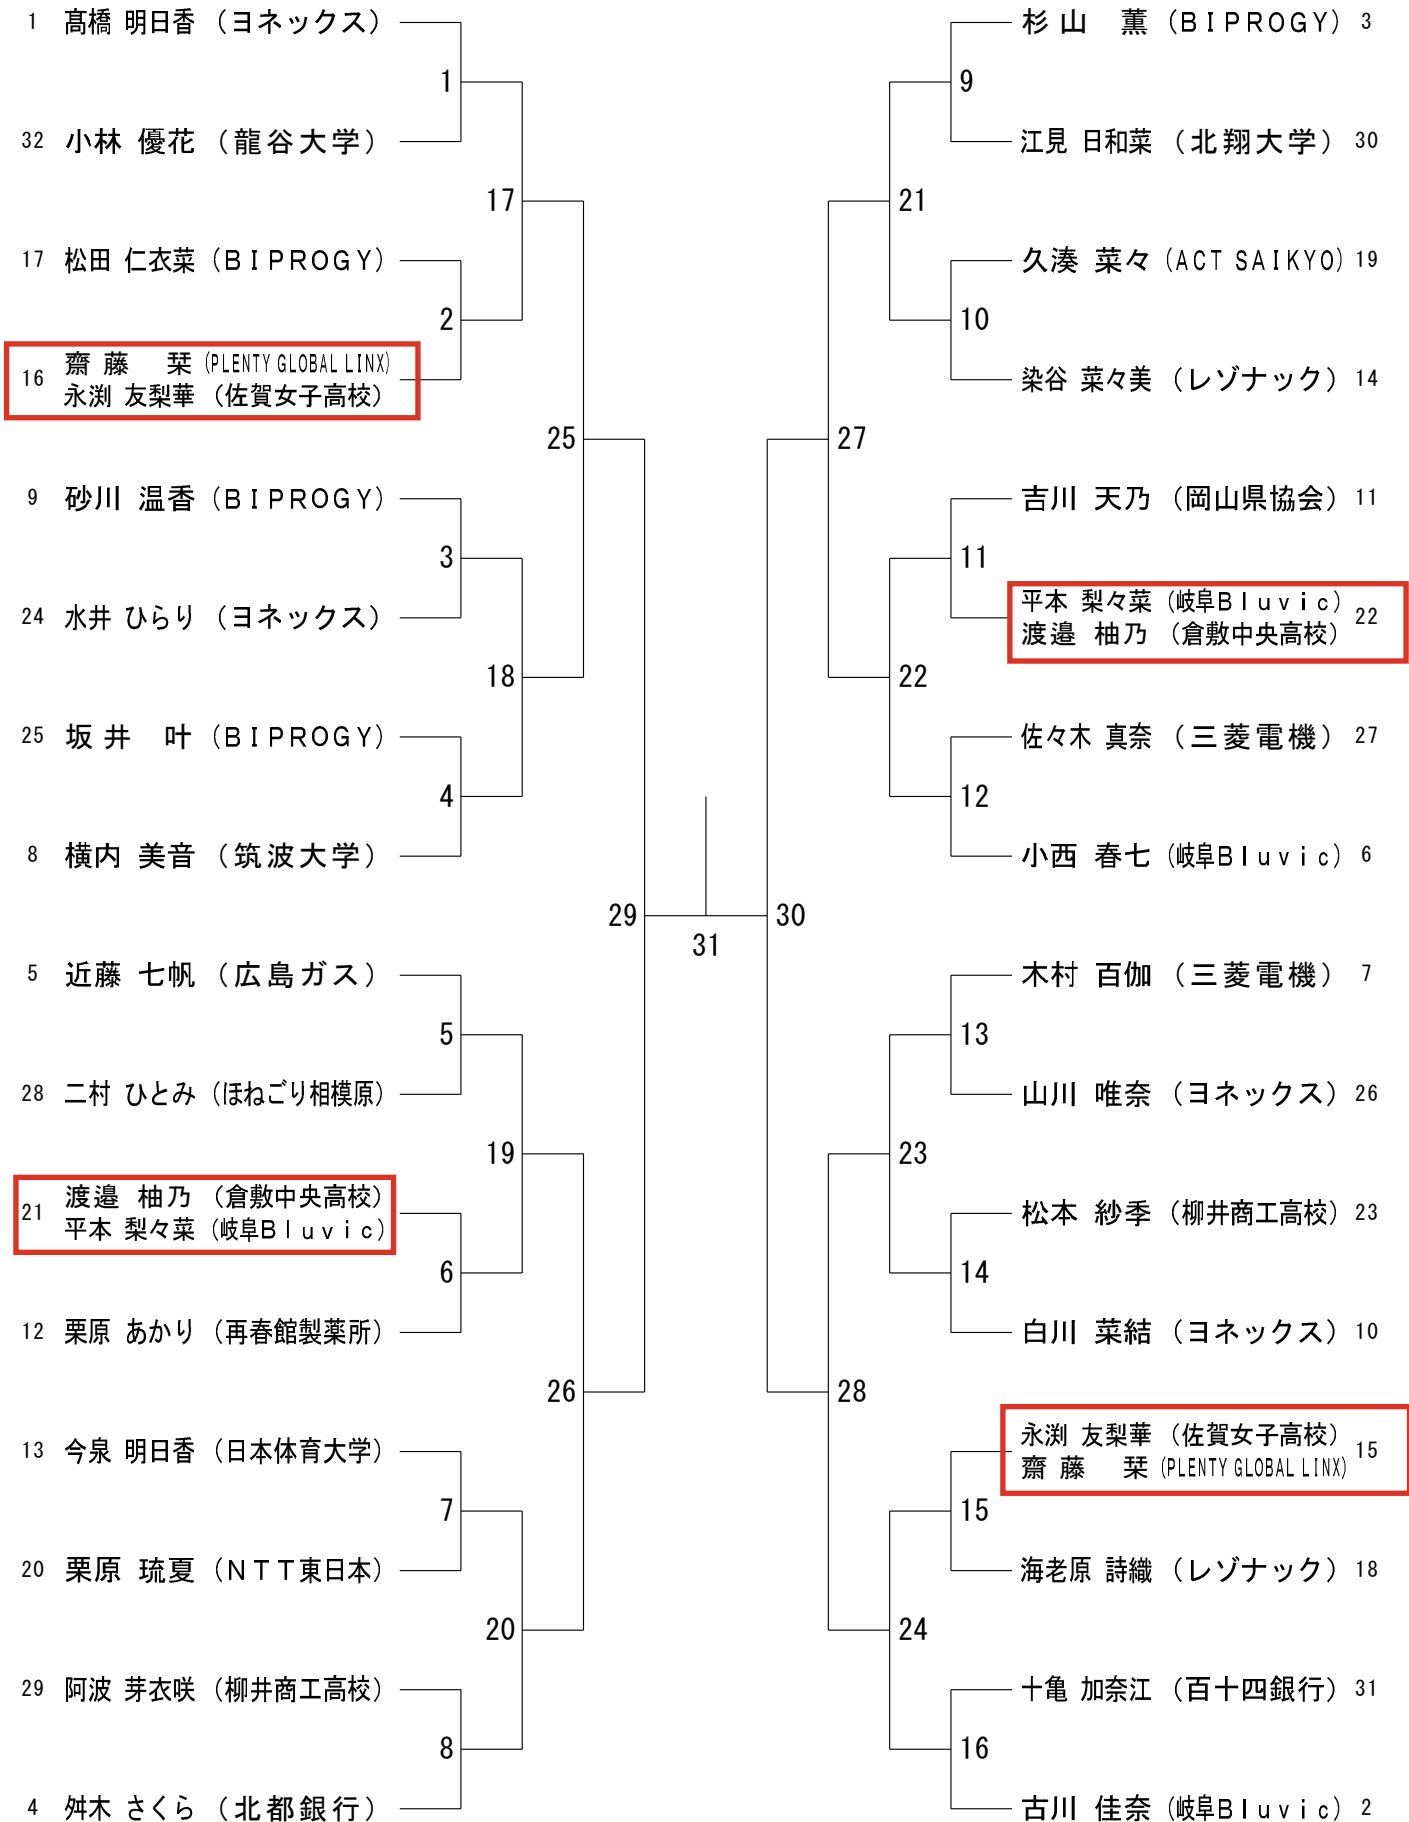 1 髙橋 明日香 (ヨネックス)
1
32 小林 優花 (龍谷大学)
17
17 松田 仁衣菜 (BIPROGY)
2
16 齋藤 栞 (PLENTY GLOBAL LINX)
永渕 友梨華 (佐賀女子高校)
25
9 砂川 温香 (BIPROGY)
3
24 水井 ひらり (ヨネックス)
18
25 坂井 叶 (BIPROGY)
4
8 横内 美音 (筑波大学)
29
5 近藤 七帆 (広島ガス)
5
28 二村 ひとみ (ほねごり相模原)
19
21 渡邉 柚乃 (倉敷中央高校)
平本 梨々菜 (岐阜Bluvic)
6
12 栗原 あかり (再春館製薬所)
26
13 今泉 明日香 (日本体育大学)
7
20 栗原 琉夏 (NTT東日本)
20
29 阿波 芽衣咲 (柳井商工高校)
8
4 舛木 さくら (北都銀行)
31
杉山 薫 (BIPROGY) 3
9
江見 日和菜 (北翔大学) 30
21
久湊 菜々 (ACT SAIKYO) 19
10
染谷 菜々美 (レゾナック) 14
27
吉川 天乃 (岡山県協会) 11
11
平本 梨々菜 (岐阜Bluvic) 22
渡邉 柚乃 (倉敷中央高校)
22
佐々木 真奈 (三菱電機) 27
12
小西 春七 (岐阜Bluvic) 6
30
木村 百伽 (三菱電機) 7
13
山川 唯奈 (ヨネックス) 26
23
松本 紗季 (柳井商工高校) 23
14
白川 菜結 (ヨネックス) 10
28
永渕 友梨華 (佐賀女子高校) 15
齋藤 栞 (PLENTY GLOBAL LINX)
15
海老原 詩織 (レゾナック) 18
24
十亀 加奈江 (百十四銀行) 31
16
古川 佳奈 (岐阜Bluvic) 2